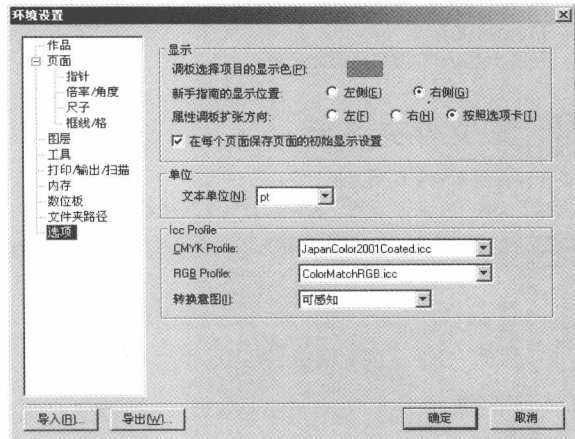 环境设置
作品
页面
指针
倍率/角度
尺子
框线/格
图层
工具
打印/输出/扫描
内存
数位板
文件夹路径
选项
显示
调板选择项目的显示色(P):
新手指南的显示位置: 左侧(E) 右侧(G)
属性调板扩张方向: 左(F) 右(H) 按照选项卡(T)
在每个页面保存页面的初始显示设置
单位
文本单位(N): pt
Icc Profile
CMYK Profile: JapanColor2001Coated.icc
RGB Profile: ColorMatchRGB.icc
转换意图(I): 可感知
导入(R)... 导出(W)... 确定 取消